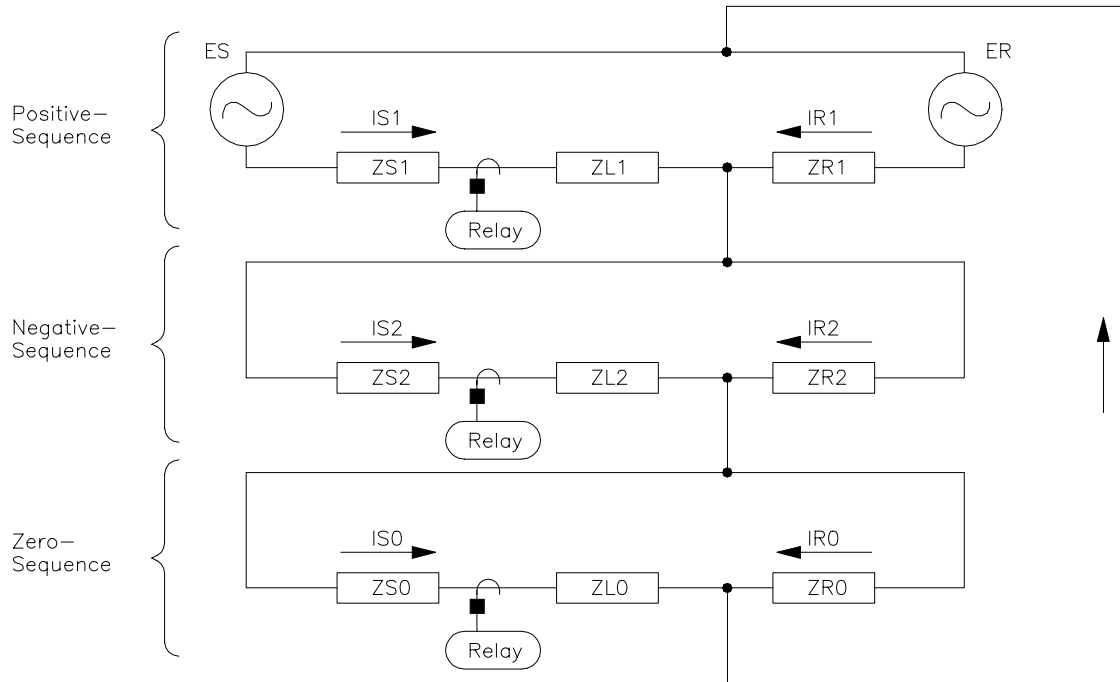 ES
ER
Positive-
Sequence
IS1
IR1
ZS1
ZL1
ZR1
Relay
Negative-
Sequence
IS2
IR2
ZS2
ZL2
ZR2
Relay
Zero-
Sequence
IS0
IR0
ZS0
ZL0
ZR0
Relay